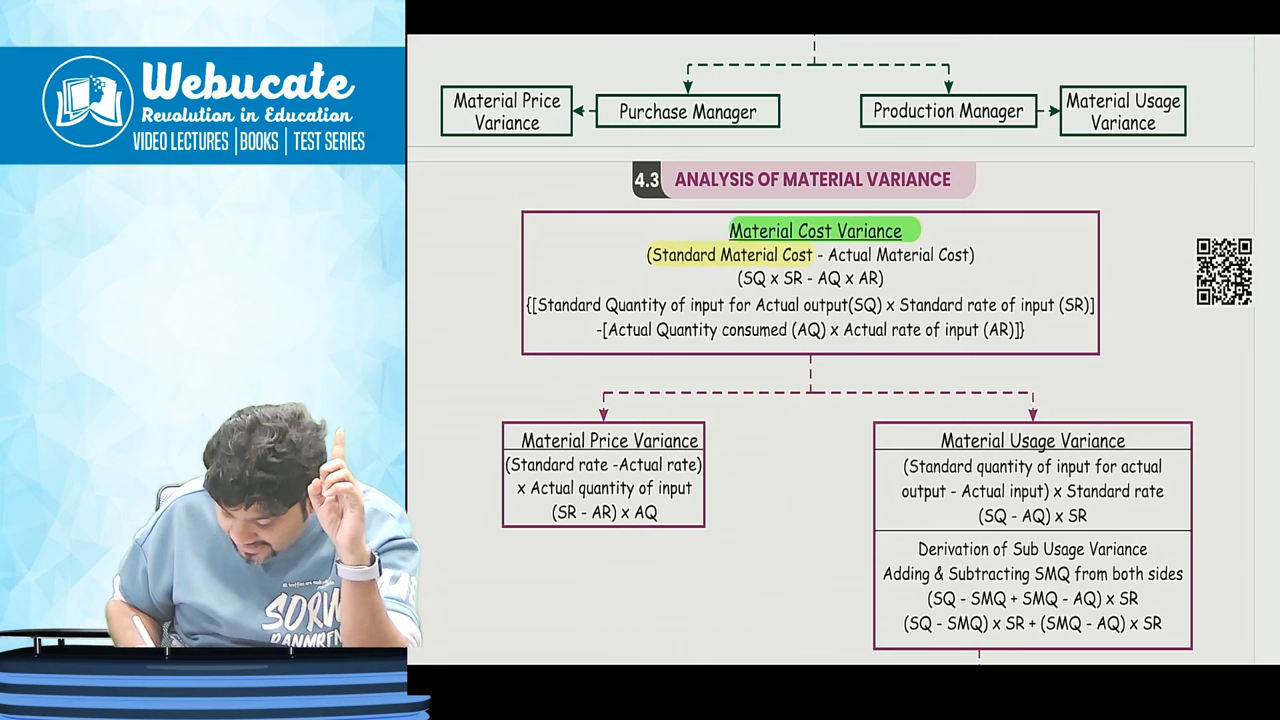 Webucate
Revolution in Education
VIDEO LECTURES | BOOKS | TEST SERIES
Material Price
Variance
Purchase Manager
Production Manager
Material Usage
Variance
4.3 ANALYSIS OF MATERIAL VARIANCE
Material Cost Variance
(Standard Material Cost - Actual Material Cost)
(SQ x SR - AQ x AR)
{[Standard Quantity of input for Actual output(SQ) x Standard rate of input (SR)]
-[Actual Quantity consumed (AQ) x Actual rate of input (AR)]}
Material Price Variance
(Standard rate -Actual rate)
x Actual quantity of input
(SR - AR) x AQ
Material Usage Variance
(Standard quantity of input for actual
output - Actual input) x Standard rate
(SQ - AQ) x SR
Derivation of Sub Usage Variance
Adding & Subtracting SMQ from both sides
(SQ - SMQ + SMQ - AQ) x SR
(SQ - SMQ) x SR + (SMQ - AQ) x SR